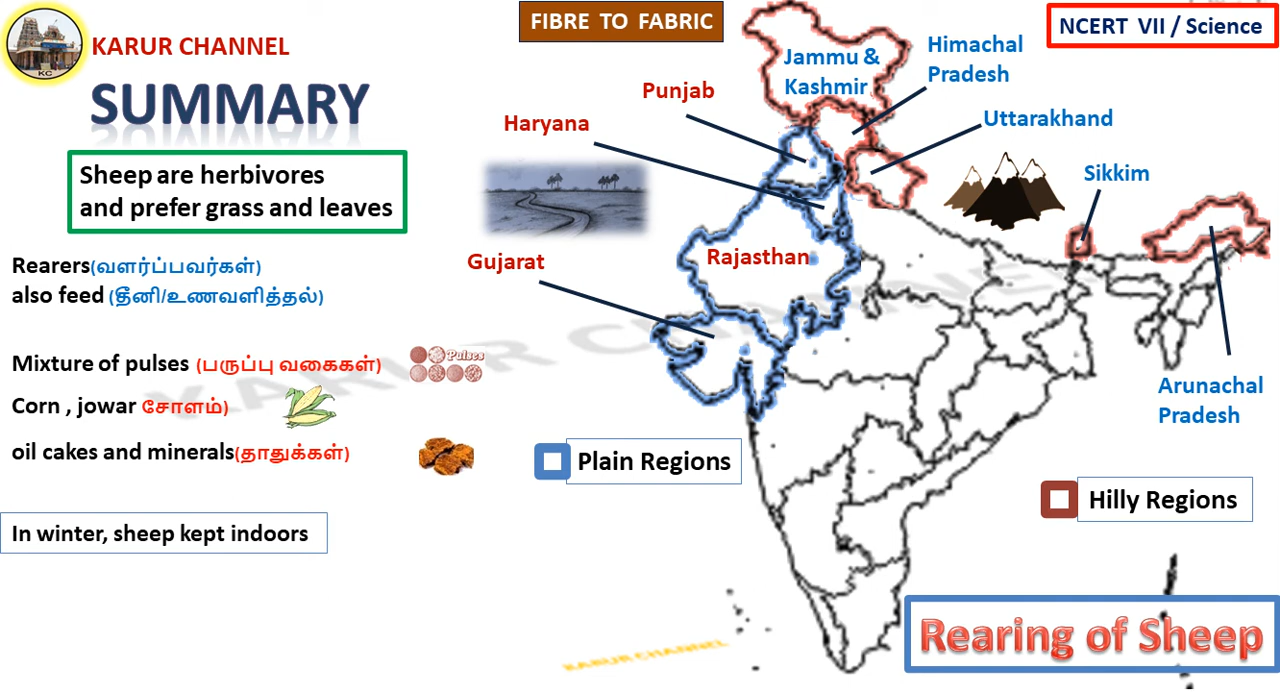 KARUR CHANNEL
KC
SUMMARY
Sheep are herbivores
and prefer grass and leaves
Rearers(வளர்ப்பவர்கள்)
also feed (தீனி/உணவளித்தல்)
Mixture of pulses (பருப்பு வகைகள்)
Pulses
Corn , jowar சோளம்)
oil cakes and minerals(தாதுக்கள்)
In winter, sheep kept indoors
FIBRE TO FABRIC
NCERT VII / Science
Jammu &
Kashmir
Himachal
Pradesh
Punjab
Haryana
Uttarakhand
Sikkim
Gujarat
Rajasthan
Arunachal
Pradesh
Plain Regions
Hilly Regions
KARUR CHANNEL
KARUR CHANNEL
Rearing of Sheep